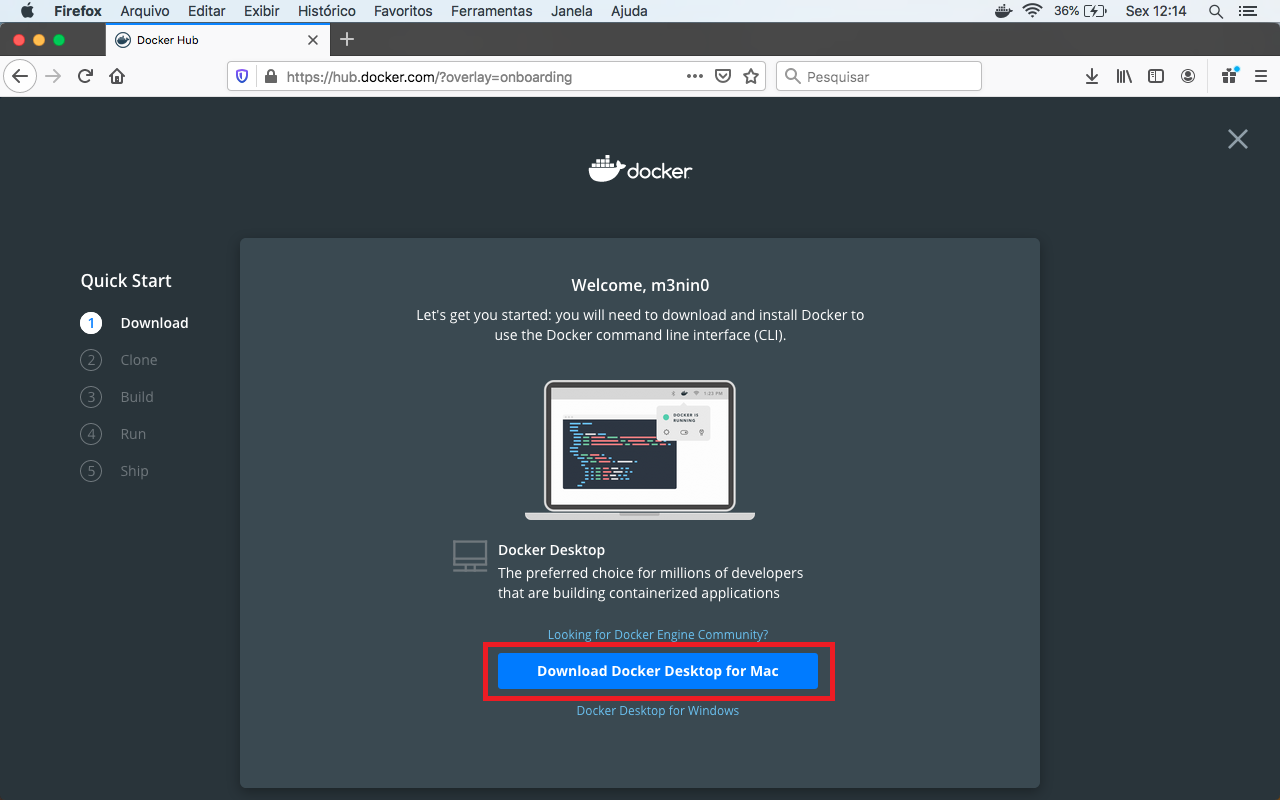 Firefox Arquivo Editar Exibir Histórico Favoritos Ferramentas Janela Ajuda 36% Sex 12:14
Docker Hub
https://hub.docker.com/?overlay=onboarding
Pesquisar
docker
Quick Start
1 Download
2 Clone
3 Build
4 Run
5 Ship
Welcome, m3nin0
Let's get you started: you will need to download and install Docker to
use the Docker command line interface (CLI).
1:25 PM
DOCKER IS
RUNNING
Docker Desktop
The preferred choice for millions of developers
that are building containerized applications
Looking for Docker Engine Community?
Download Docker Desktop for Mac
Docker Desktop for Windows